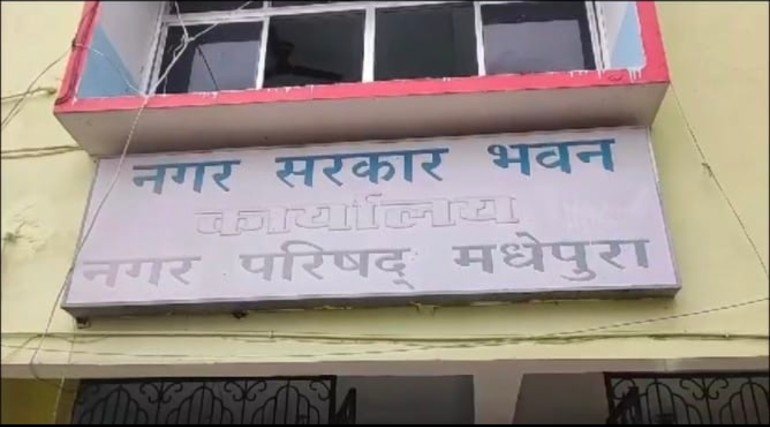 नगर सरकार भवन
कार्यालय
नगर परिषद् मधेपुरा